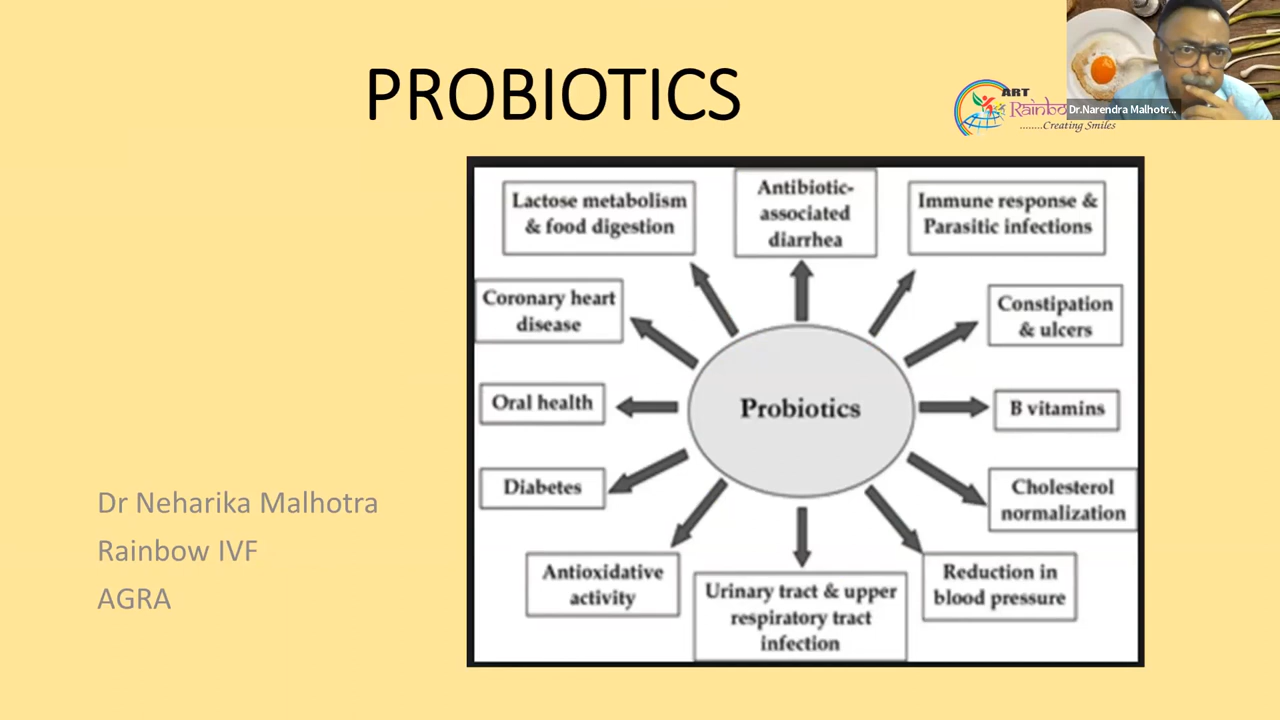 PROBIOTICS
ART
Rainbo
........Creating Smiles
Dr.Narendra Malhotr...
Lactose metabolism
& food digestion
Antibiotic-
associated
diarrhea
Immune response &
Parasitic infections
Coronary heart
disease
Constipation
& ulcers
Oral health
Probiotics
B vitamins
Diabetes
Cholesterol
normalization
Antioxidative
activity
Urinary tract & upper
respiratory tract
infection
Reduction in
blood pressure
Dr Neharika Malhotra
Rainbow IVF
AGRA